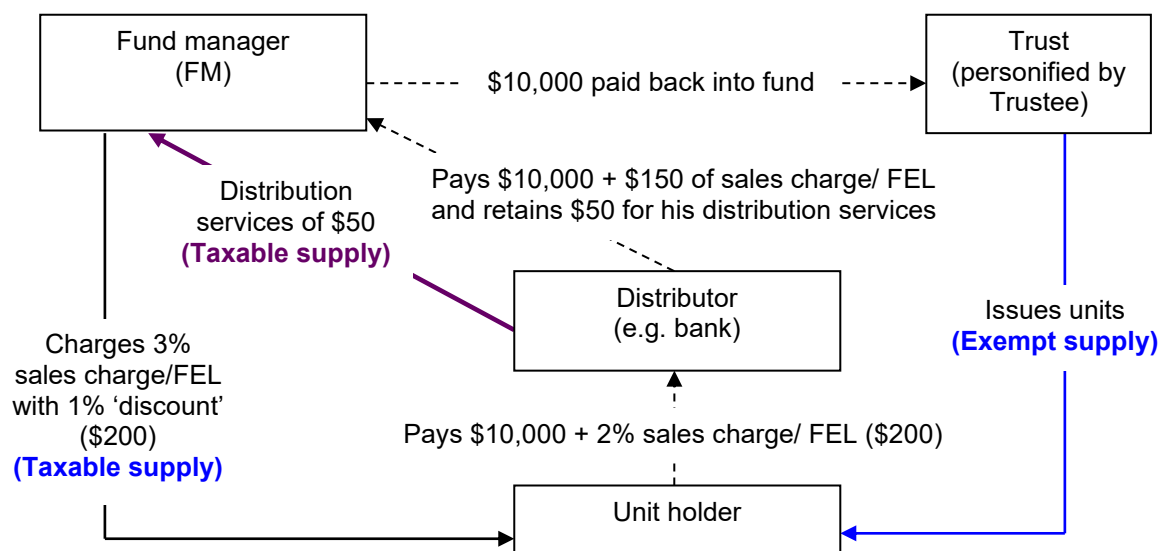 Fund manager
(FM)
$10,000 paid back into fund
Trust
(personified by
Trustee)
Pays $10,000 + $150 of sales charge/ FEL
and retains $50 for his distribution services
Distribution
services of $50
(Taxable supply)
Distributor
(e.g. bank)
Issues units
(Exempt supply)
Charges 3%
sales charge/FEL
with 1% ‘discount’
($200)
(Taxable supply)
Pays $10,000 + 2% sales charge/ FEL ($200)
Unit holder